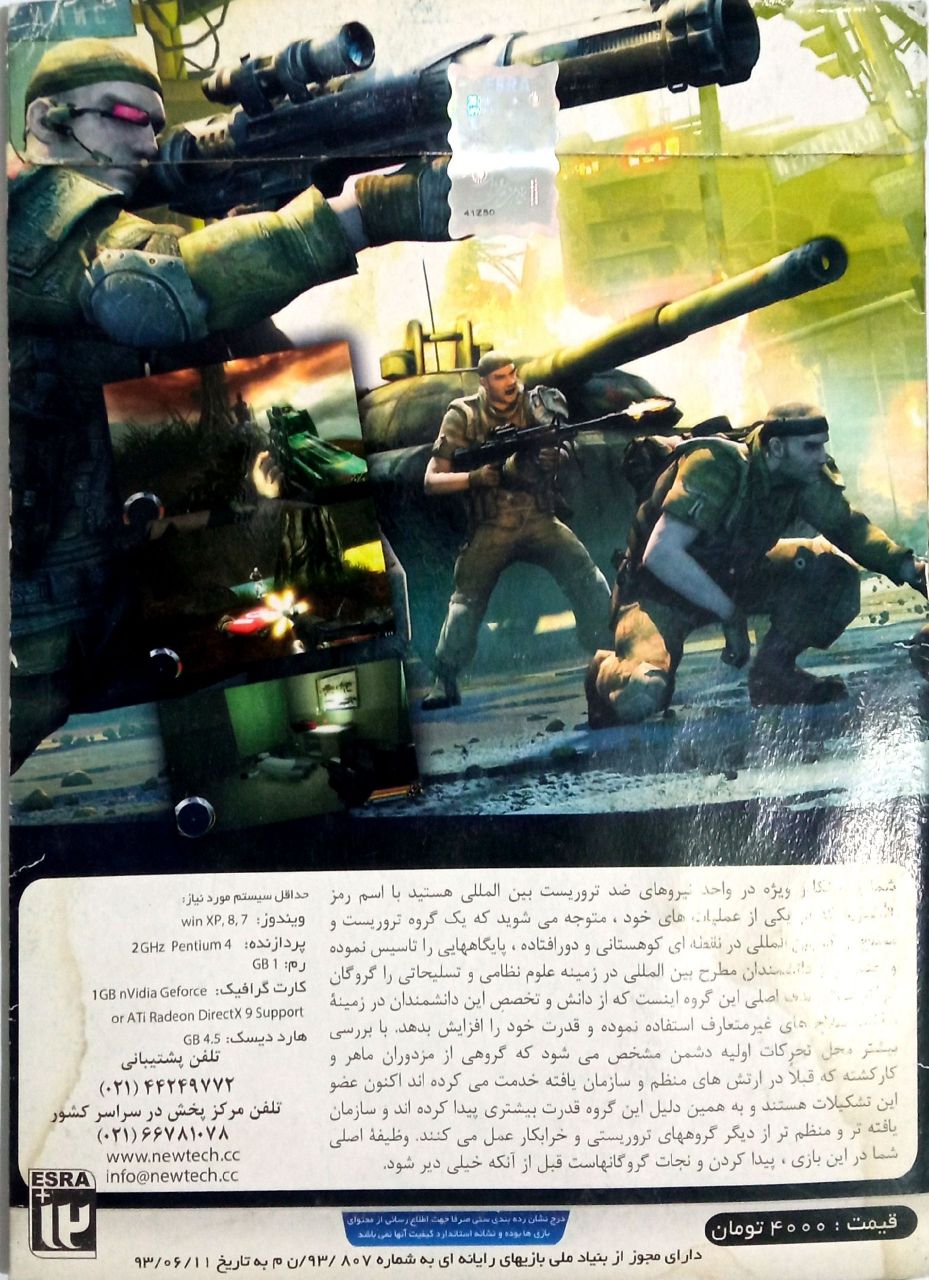 ESRA
41Z50
شما یک ویژه در واحد نیروهای ضد تروریست بین المللی هستید با اسم رمز
در یکی از عملیات های خود ، متوجه می شوید که یک گروه تروریست و
بین المللی در نقطه ای کوهستانی و دورافتاده ، پایگاههایی را تاسیس نموده
و دانشمندان مطرح بین المللی در زمینه علوم نظامی و تسلیحاتی را گروگان
اصلی این گروه اینست که از دانش و تخصص این دانشمندان در زمینهٔ
های غیرمتعارف استفاده نموده و قدرت خود را افزایش بدهد. با بررسی
بیشتر محل تحرکات اولیه دشمن مشخص می شود که گروهی از مزدوران ماهر و
کارکشته که قبلاً در ارتش های منظم و سازمان یافته خدمت می کرده اند اکنون عضو
این تشکیلات هستند و به همین دلیل این گروه قدرت بیشتری پیدا کرده اند و سازمان
یافته تر و منظم تر از دیگر گروههای تروریستی و خرابکار عمل می کنند. وظیفهٔ اصلی
شما در این بازی ، پیدا کردن و نجات گروگانهاست قبل از آنکه خیلی دیر شود.
حداقل سیستم مورد نیاز:
ویندوز: win XP, 8, 7
پردازنده: 2GHz Pentium 4
رم: 1 GB
کارت گرافیک: 1GB nVidia Geforce
or ATi Radeon DirectX 9 Support
هارد دیسک: 4.5 GB
تلفن پشتیبانی
(۰۲۱) ۴۴۲۴۹۷۷۲
تلفن مرکز پخش در سراسر کشور
(۰۲۱) ۶۶۷۸۱۰۷۸
www.newtech.cc
info@newtech.cc
ESRA
+۱۲
درج نشان رده بندی سنی صرفا جهت اطلاع رسانی از محتوای
بازی ها بوده و نشانه استاندارد کیفیت آنها نمی باشد
قیمت : ۴۰۰۰ تومان
دارای مجوز از بنیاد ملی بازیهای رایانه ای به شماره ۸۰۷ /۹۳/ن م به تاریخ ۹۳/۰۶/۱۱